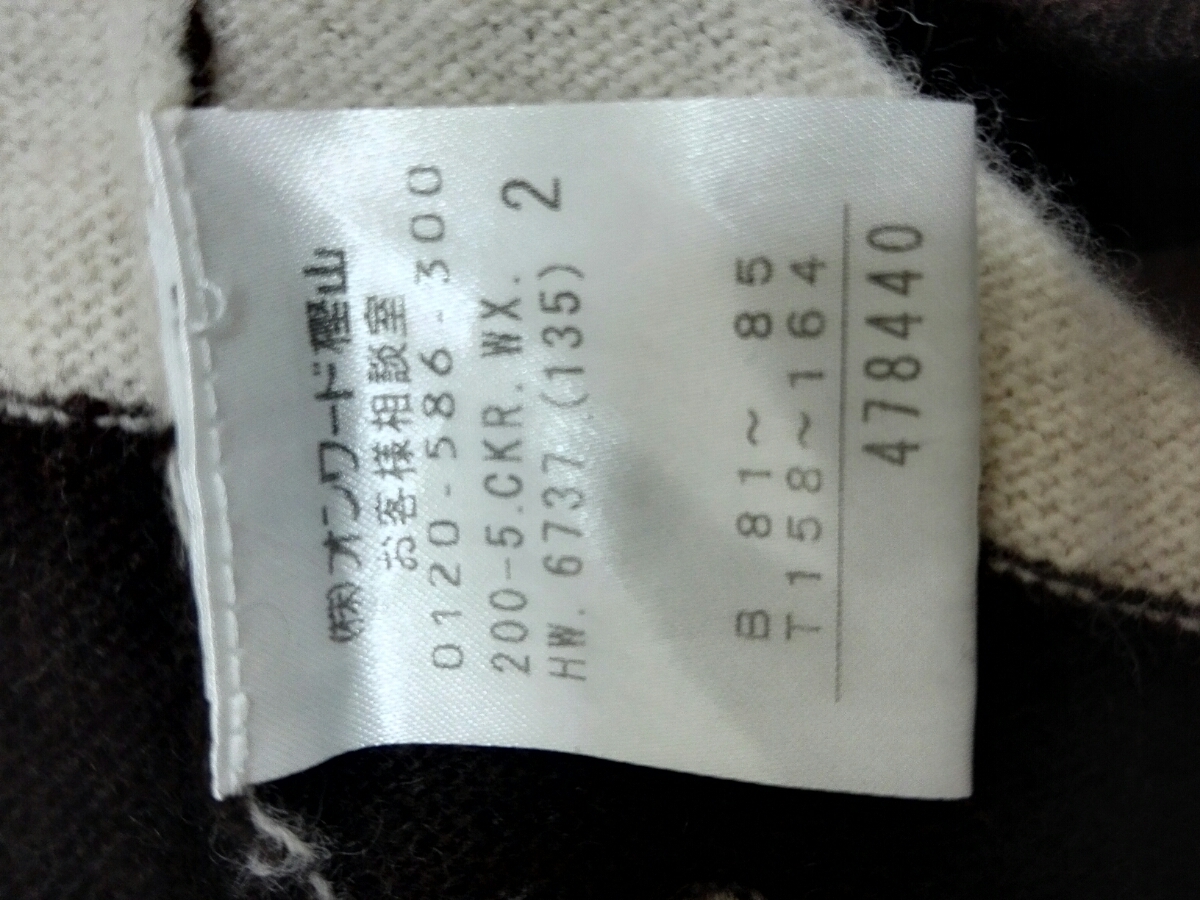 ㈱オンワード樫山
お客様相談室
0120-586-300
200-5.CKR.WX.
HW. 6737 (135) 2
B 81～ 85
T 158～164
478440